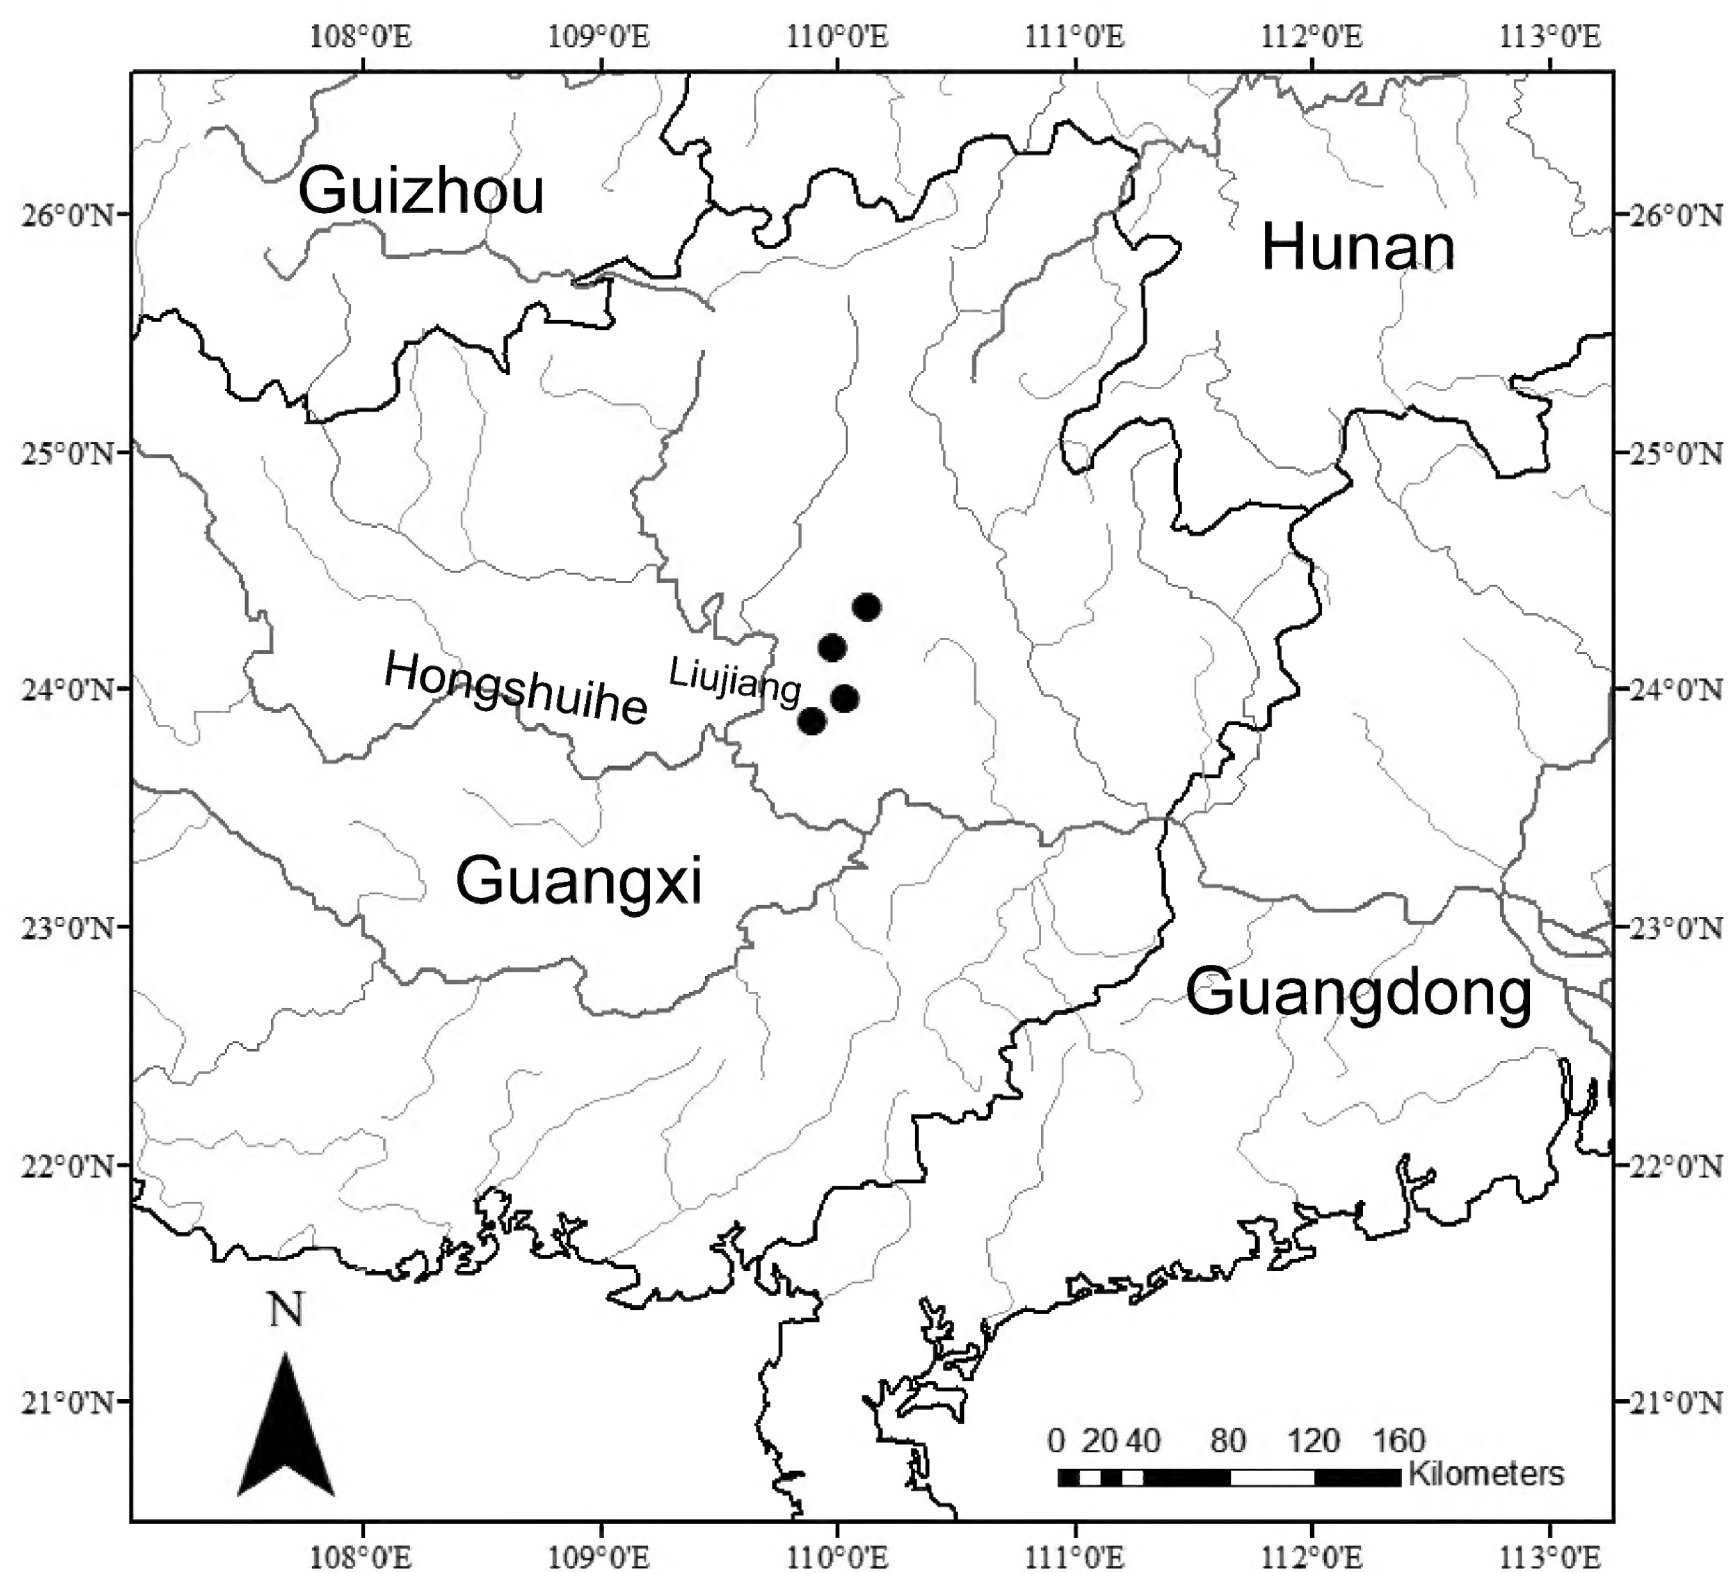 108°0'E 109°0'E 110°0'E 111°0'E 112°0'E 113°0'E
Guizhou
26°0'N 26°0'N
Hunan
25°0'N 25°0'N
Hongshuihe Liujiang
24°0'N 24°0'N
Guangxi
23°0'N 23°0'N
Guangdong
22°0'N 22°0'N
N
21°0'N 21°0'N
0 20 40 80 120 160
Kilometers
108°0'E 109°0'E 110°0'E 111°0'E 112°0'E 113°0'E